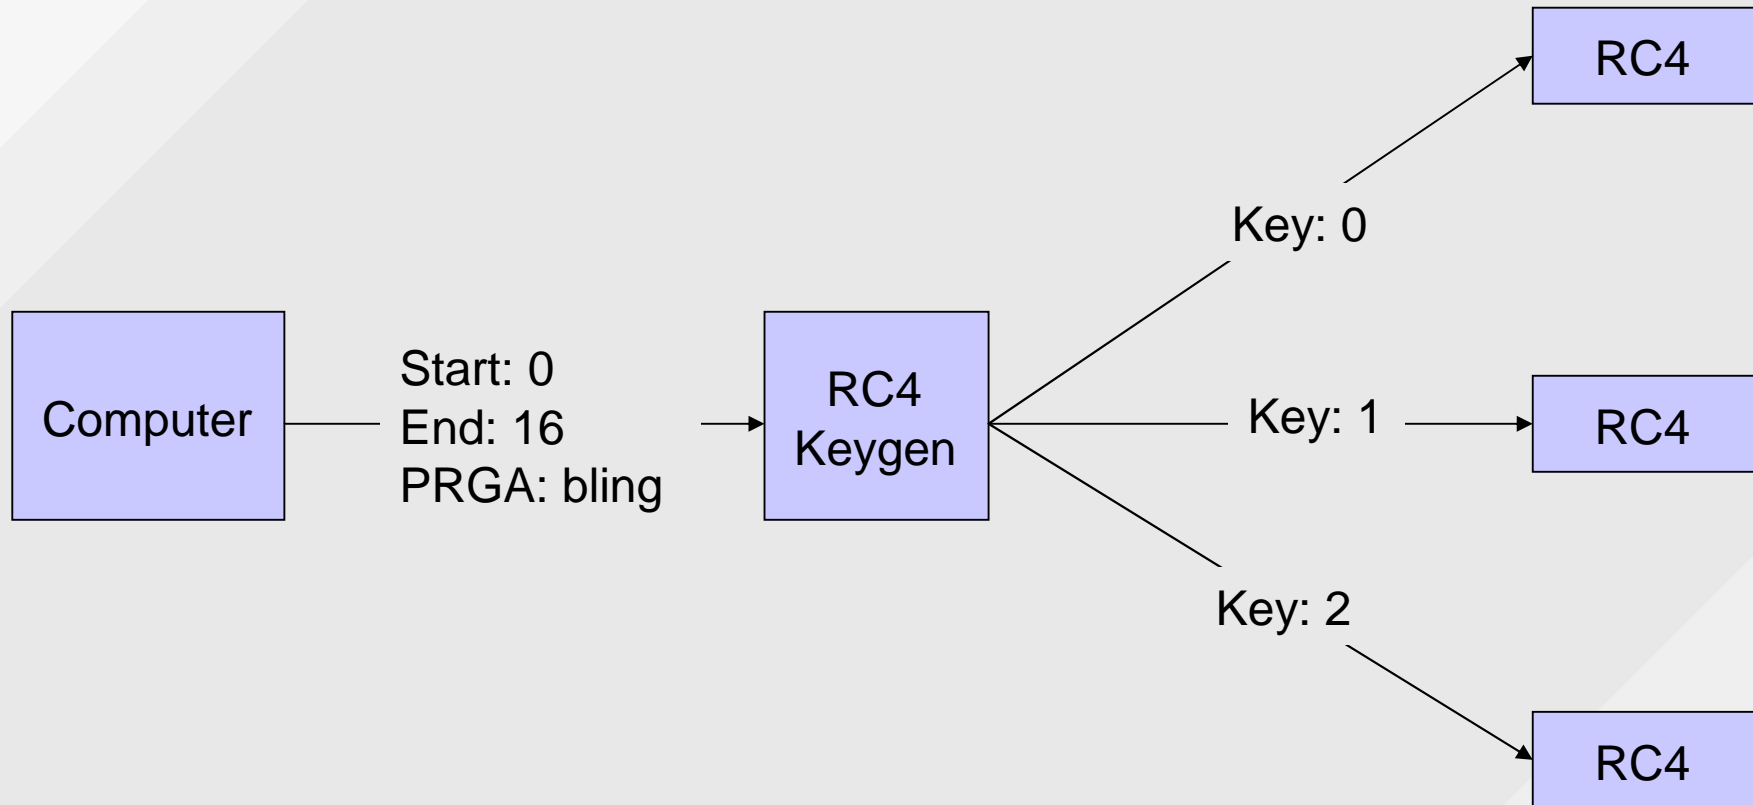 RC4
Key: 0
Computer
Start: 0
End: 16
PRGA: bling
RC4
Keygen
Key: 1
RC4
Key: 2
RC4